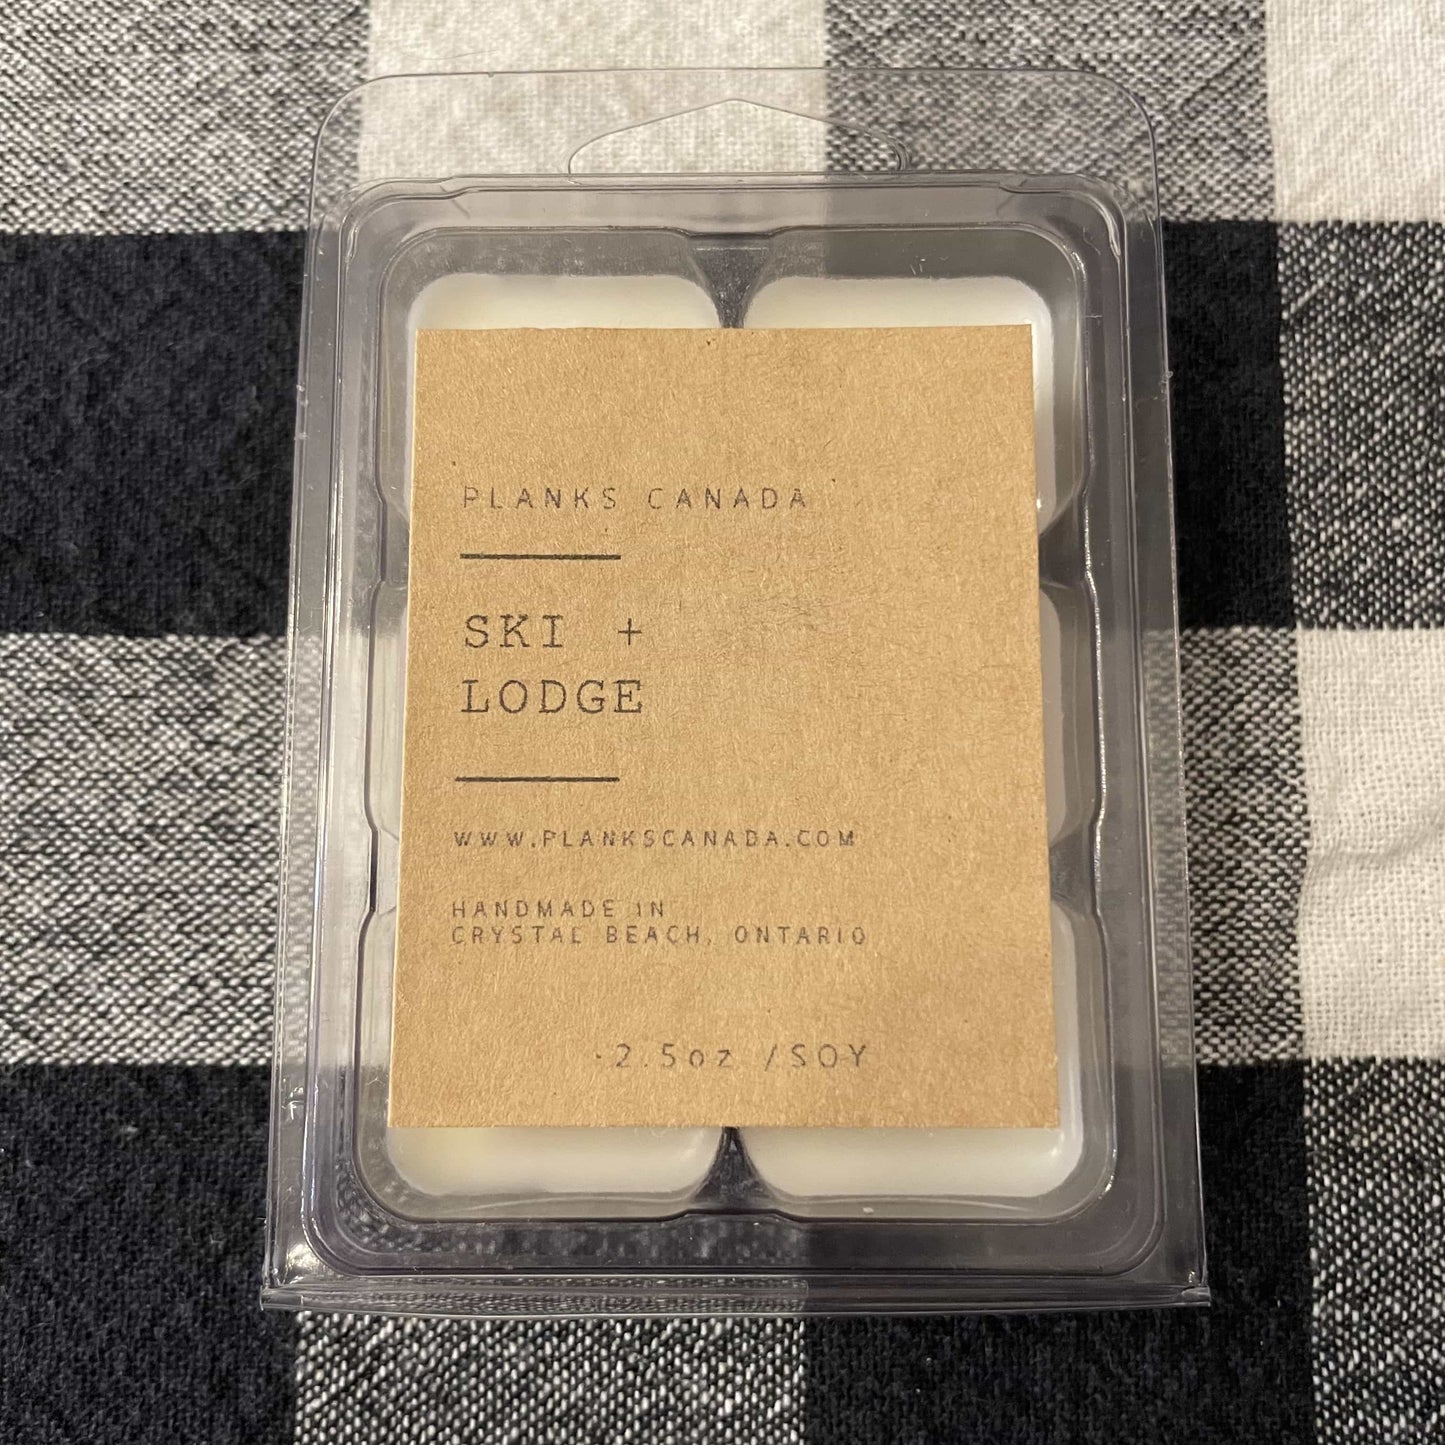 PLANKS CANADA
SKI +
LODGE
WWW.PLANKSCANADA.COM
HANDMADE IN
CRYSTAL BEACH, ONTARIO
2.5oz /SOY